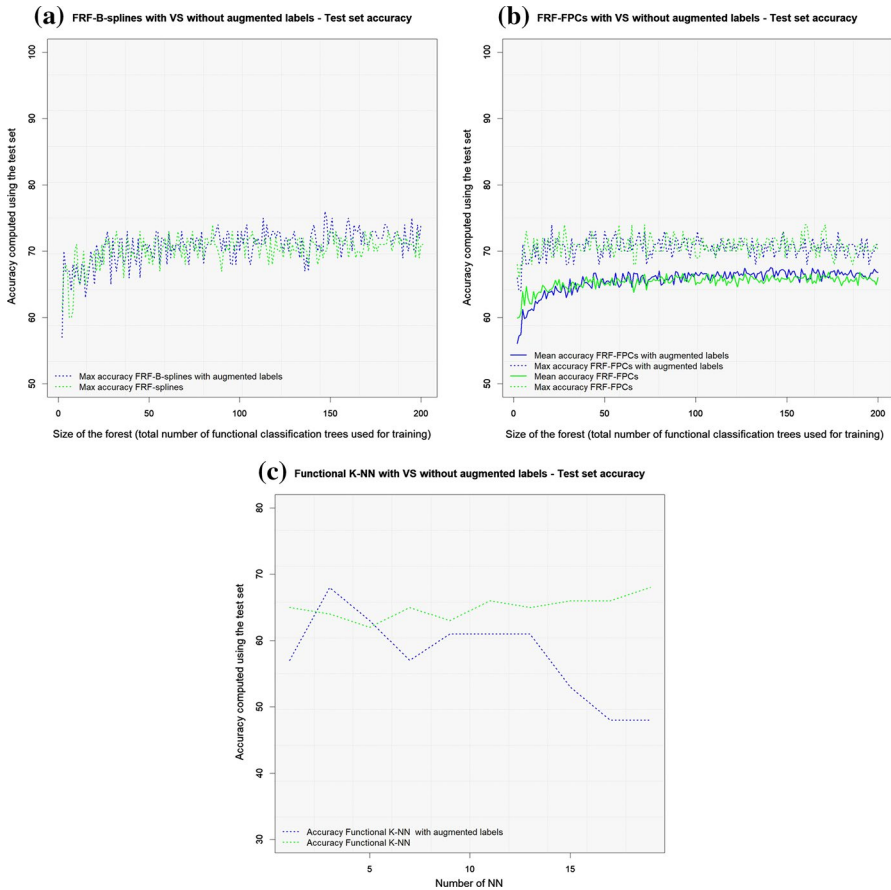 (a) FRF-B-splines with VS without augmented labels - Test set accuracy
Accuracy computed using the test set
100
90
80
70
60
50
Max accuracy FRF-B-splines with augmented labels
Max accuracy FRF-splines
0 50 100 150 200
Size of the forest (total number of functional classification trees used for training)
(b) FRF-FPCs with VS without augmented labels - Test set accuracy
Accuracy computed using the test set
100
90
80
70
60
50
Mean accuracy FRF-FPCs with augmented labels
Max accuracy FRF-FPCs with augmented labels
Mean accuracy FRF-FPCs
Max accuracy FRF-FPCs
0 50 100 150 200
Size of the forest (total number of functional classification trees used for training)
(c) Functional K-NN with VS without augmented labels - Test set accuracy
Accuracy computed using the test set
80
70
60
50
40
30
Accuracy Functional K-NN with augmented labels
Accuracy Functional K-NN
5 10 15
Number of NN